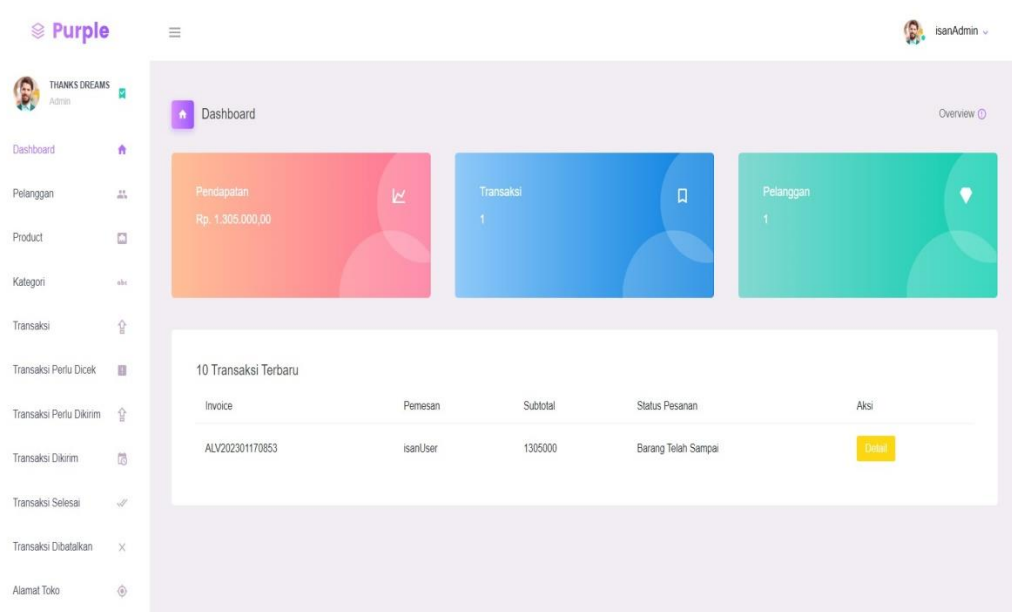 Purple
isanAdmin
THANKS DREAMS
Admin
Dashboard
Pelanggan
Product
Kategori
abc
Transaksi
Transaksi Perlu Dicek
Transaksi Perlu Dikirim
Transaksi Dikirim
Transaksi Selesai
Transaksi Dibatalkan
Alamat Toko
Dashboard
Overview
Pendapatan
Rp. 1.305.000,00
Transaksi
1
Pelanggan
1
10 Transaksi Terbaru
Invoice Pemesan Subtotal Status Pesanan Aksi
ALV202301170853 isanUser 1305000 Barang Telah Sampai Detail